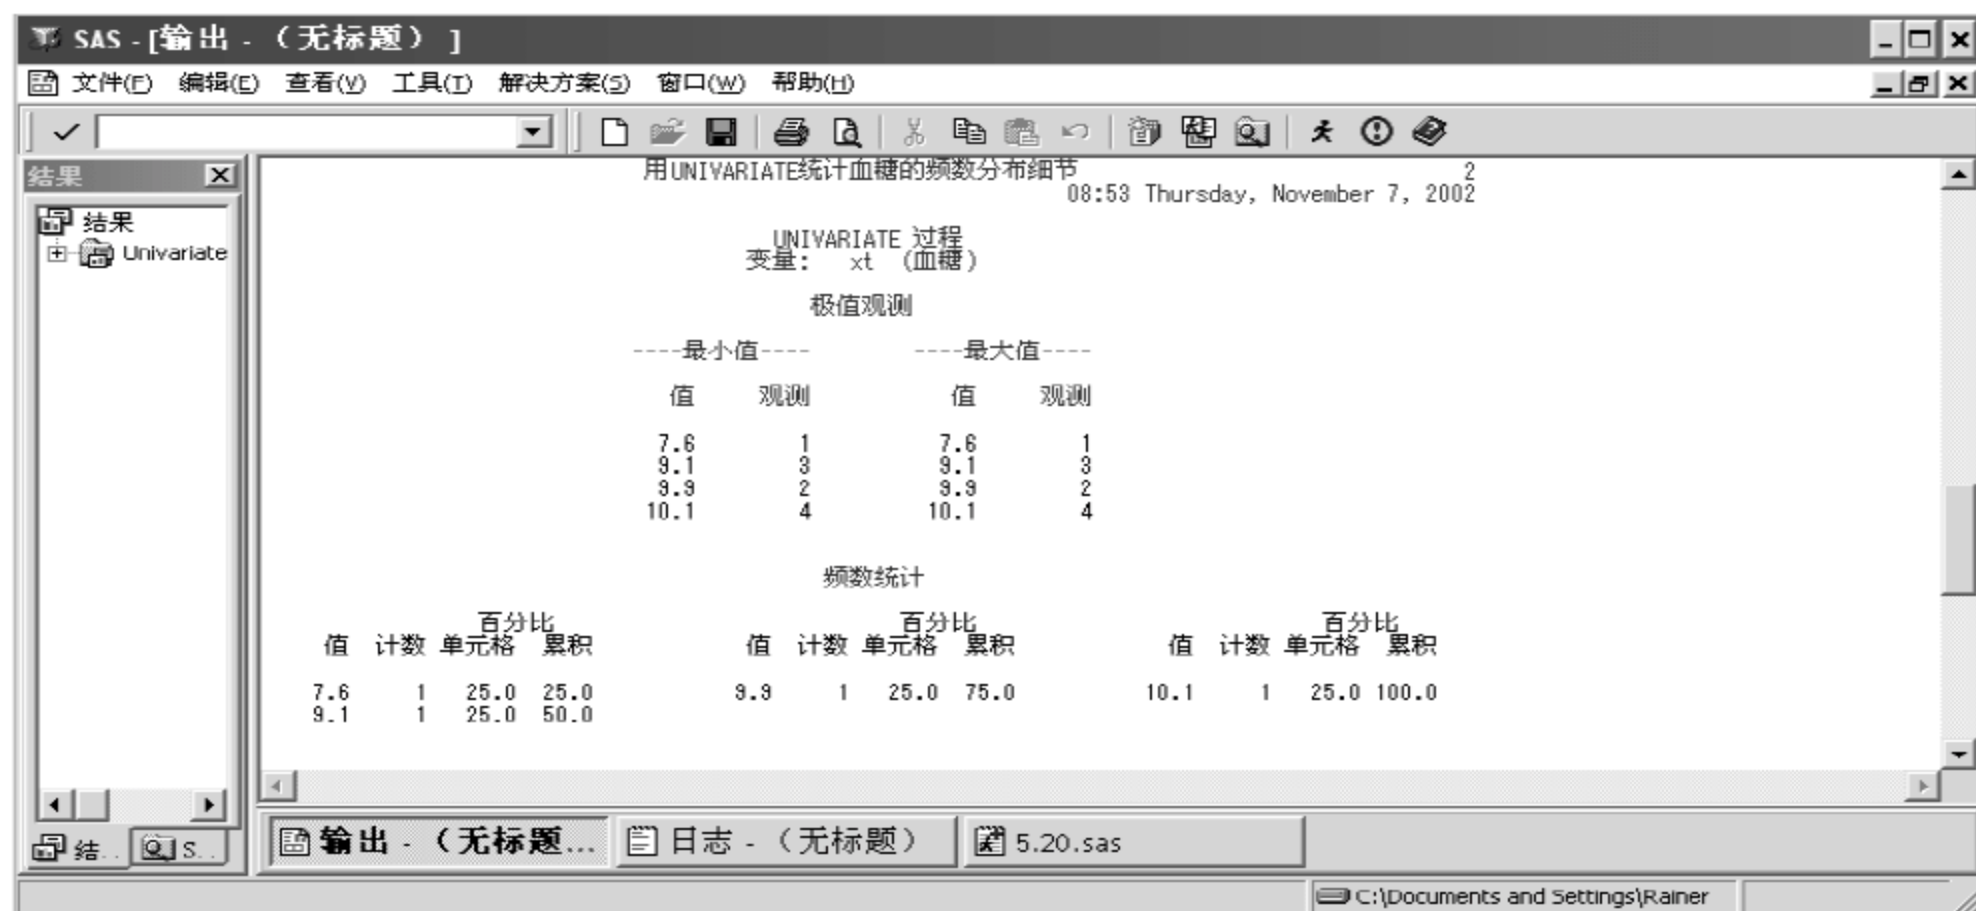 SAS - [输出 - （无标题） ]
文件(F) 编辑(E) 查看(V) 工具(T) 解决方案(S) 窗口(W) 帮助(H)
结果
结果
Univariate
用UNIVARIATE统计血糖的频数分布细节 2
08:53 Thursday, November 7, 2002
UNIVARIATE 过程
变量: xt (血糖)
极值观测
----最小值---- ----最大值----
值 观测 值 观测
7.6 1 7.6 1
9.1 3 9.1 3
9.9 2 9.9 2
10.1 4 10.1 4
频数统计
百分比 百分比 百分比
值 计数 单元格 累积 值 计数 单元格 累积 值 计数 单元格 累积
7.6 1 25.0 25.0 9.9 1 25.0 75.0 10.1 1 25.0 100.0
9.1 1 25.0 50.0
结.. S..
输出 - （无标题... 日志 - （无标题） 5.20.sas
C:\Documents and Settings\Rainer